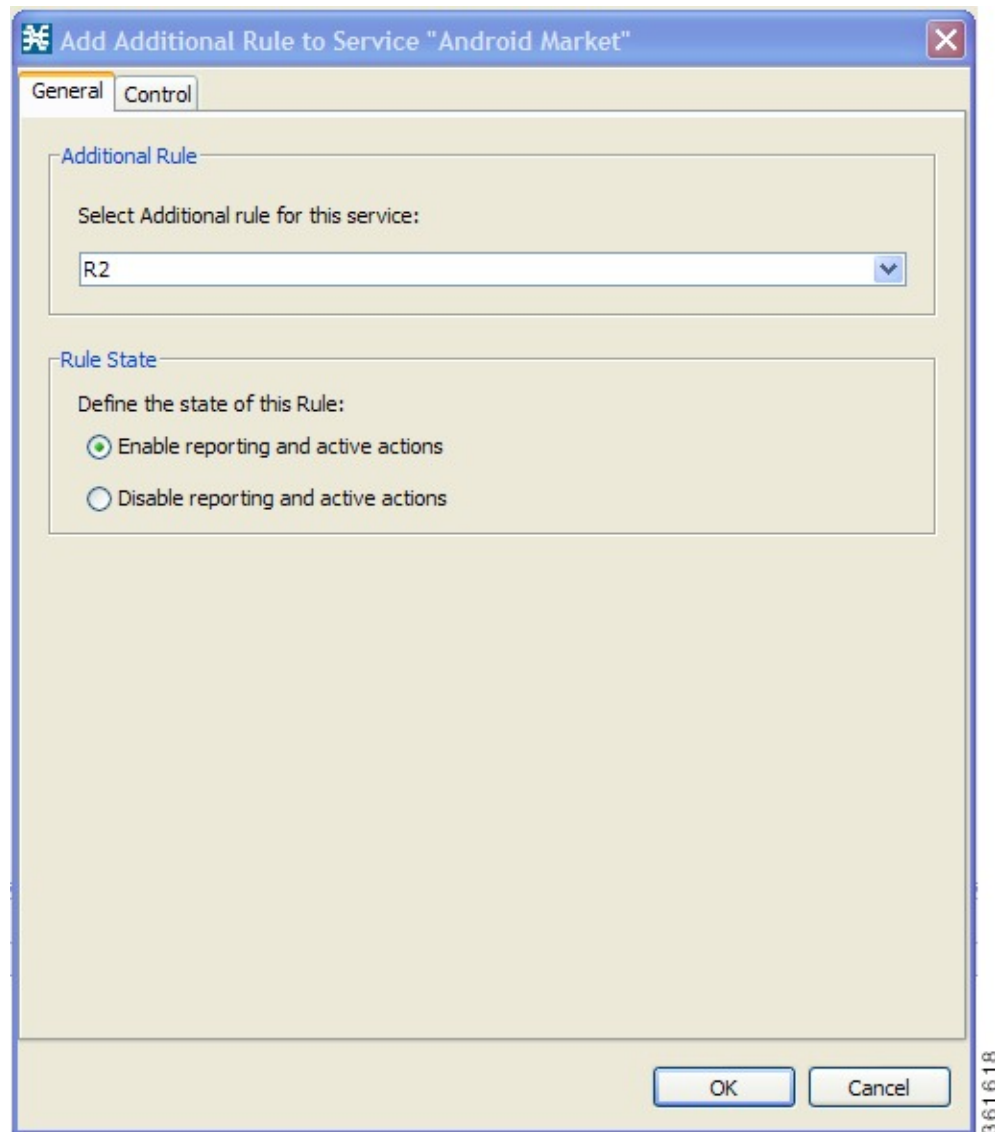 Add Additional Rule to Service "Android Market"
General
Control
Additional Rule
Select Additional rule for this service:
R2
Rule State
Define the state of this Rule:
Enable reporting and active actions
Disable reporting and active actions
OK
Cancel
361618